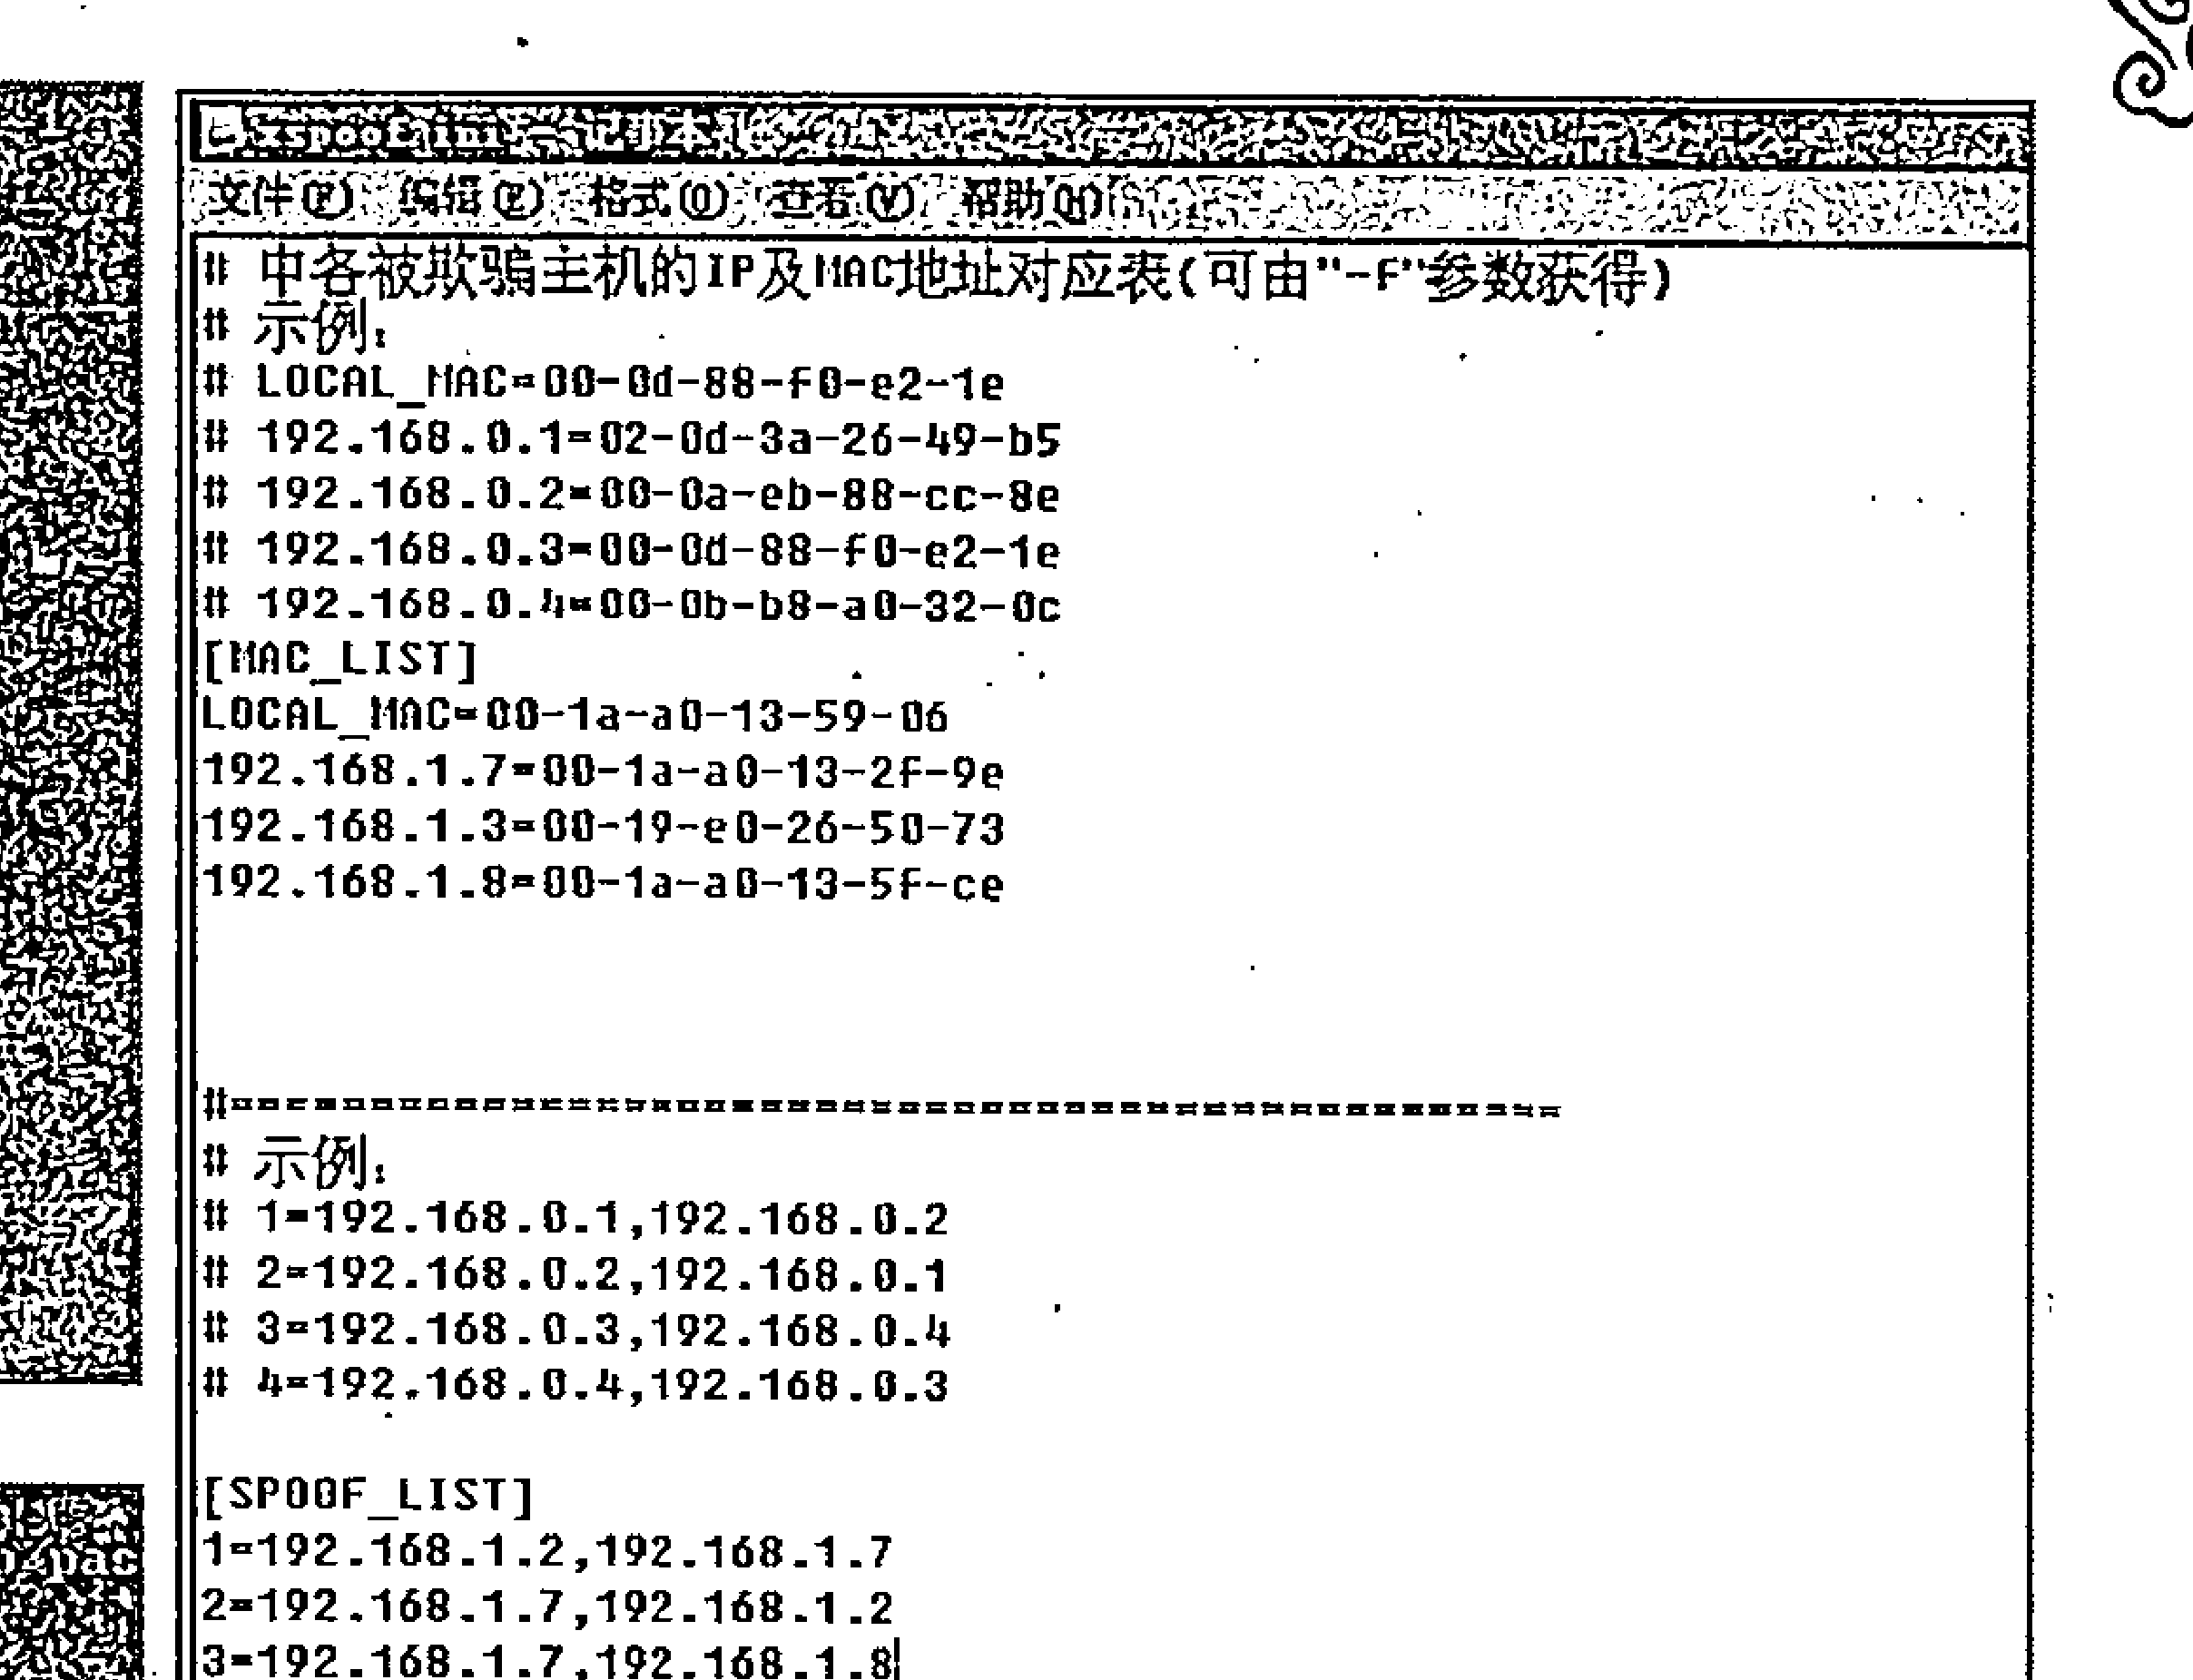 xspoof.ini - 记事本
文件(F) 编辑(E) 格式(O) 查看(V) 帮助(H)
# 中各被欺骗主机的IP及MAC地址对应表(可由"-f"参数获得)
# 示例:
# LOCAL_MAC=00-0d-88-f0-e2-1e
# 192.168.0.1=02-0d-3a-26-49-b5
# 192.168.0.2=00-0a-eb-88-cc-8e
# 192.168.0.3=00-0d-88-f0-e2-1e
# 192.168.0.4=00-0b-b8-a0-32-0c
[MAC_LIST]
LOCAL_MAC=00-1a-a0-13-59-06
192.168.1.7=00-1a-a0-13-2f-9e
192.168.1.3=00-19-e0-26-50-73
192.168.1.8=00-1a-a0-13-5f-ce
#================================================
# 示例:
# 1=192.168.0.1,192.168.0.2
# 2=192.168.0.2,192.168.0.1
# 3=192.168.0.3,192.168.0.4
# 4=192.168.0.4,192.168.0.3
[SPOOF_LIST]
1=192.168.1.2,192.168.1.7
2=192.168.1.7,192.168.1.2
3=192.168.1.7,192.168.1.8